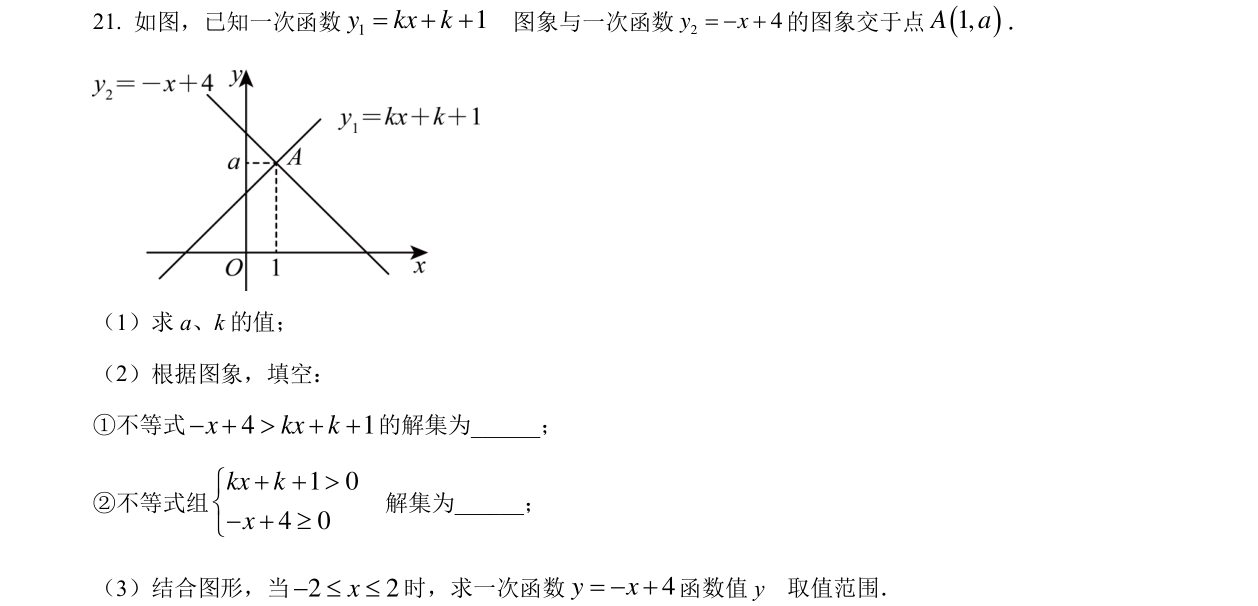 21. 如图，已知一次函数 y₁ = kx + k + 1 图象与一次函数 y₂ = −x + 4 的图象交于点 A(1, a)．
y₂=−x+4
y
y₁=kx+k+1
a
A
O
1
x
（1）求 a、k 的值；
（2）根据图象，填空：
①不等式 −x + 4 > kx + k + 1 的解集为______；
②不等式组 { kx + k + 1 > 0
−x + 4 ≥ 0
解集为______；
（3）结合图形，当 −2 ≤ x ≤ 2 时，求一次函数 y = −x + 4 函数值 y 取值范围．